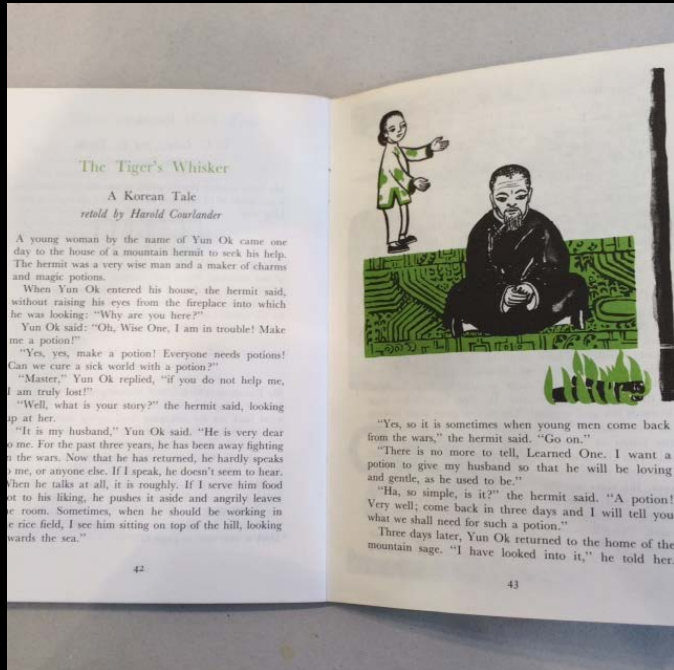 The Tiger's Whisker
A Korean Tale
retold by Harold Courlander
A young woman by the name of Yun Ok came one
day to the house of a mountain hermit to seek his help.
The hermit was a very wise man and a maker of charms
and magic potions.
When Yun Ok entered his house, the hermit said,
without raising his eyes from the fireplace into which
he was looking: “Why are you here?”
Yun Ok said: “Oh, Wise One, I am in trouble! Make
me a potion!”
“Yes, yes, make a potion! Everyone needs potions!
Can we cure a sick world with a potion?”
“Master,” Yun Ok replied, “if you do not help me,
I am truly lost!”
“Well, what is your story?” the hermit said, looking
up at her.
“It is my husband,” Yun Ok said. “He is very dear
to me. For the past three years, he has been away fighting
in the wars. Now that he has returned, he hardly speaks
to me, or anyone else. If I speak, he doesn't seem to hear.
When he talks at all, it is roughly. If I serve him food
not to his liking, he pushes it aside and angrily leaves
the room. Sometimes, when he should be working in
the rice field, I see him sitting on top of the hill, looking
towards the sea.”
42
“Yes, so it is sometimes when young men come back
from the wars,” the hermit said. “Go on.”
“There is no more to tell, Learned One. I want a
potion to give my husband so that he will be loving
and gentle, as he used to be.”
“Ha, so simple, is it?” the hermit said. “A potion!
Very well; come back in three days and I will tell you
what we shall need for such a potion.”
Three days later, Yun Ok returned to the home of the
mountain sage. “I have looked into it,” he told her.
43